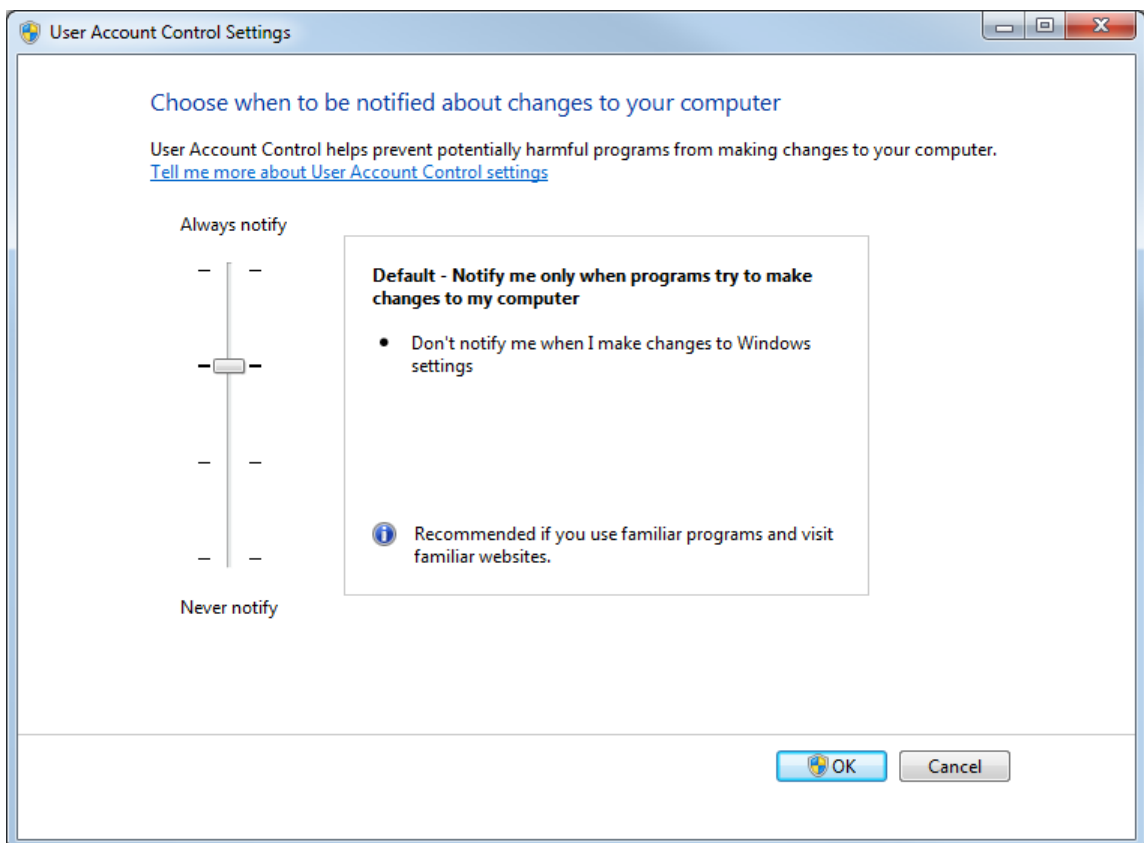 User Account Control Settings
Choose when to be notified about changes to your computer
User Account Control helps prevent potentially harmful programs from making changes to your computer.
Tell me more about User Account Control settings
Always notify
Default - Notify me only when programs try to make
changes to my computer
• Don't notify me when I make changes to Windows
settings
Recommended if you use familiar programs and visit
familiar websites.
Never notify
OK
Cancel